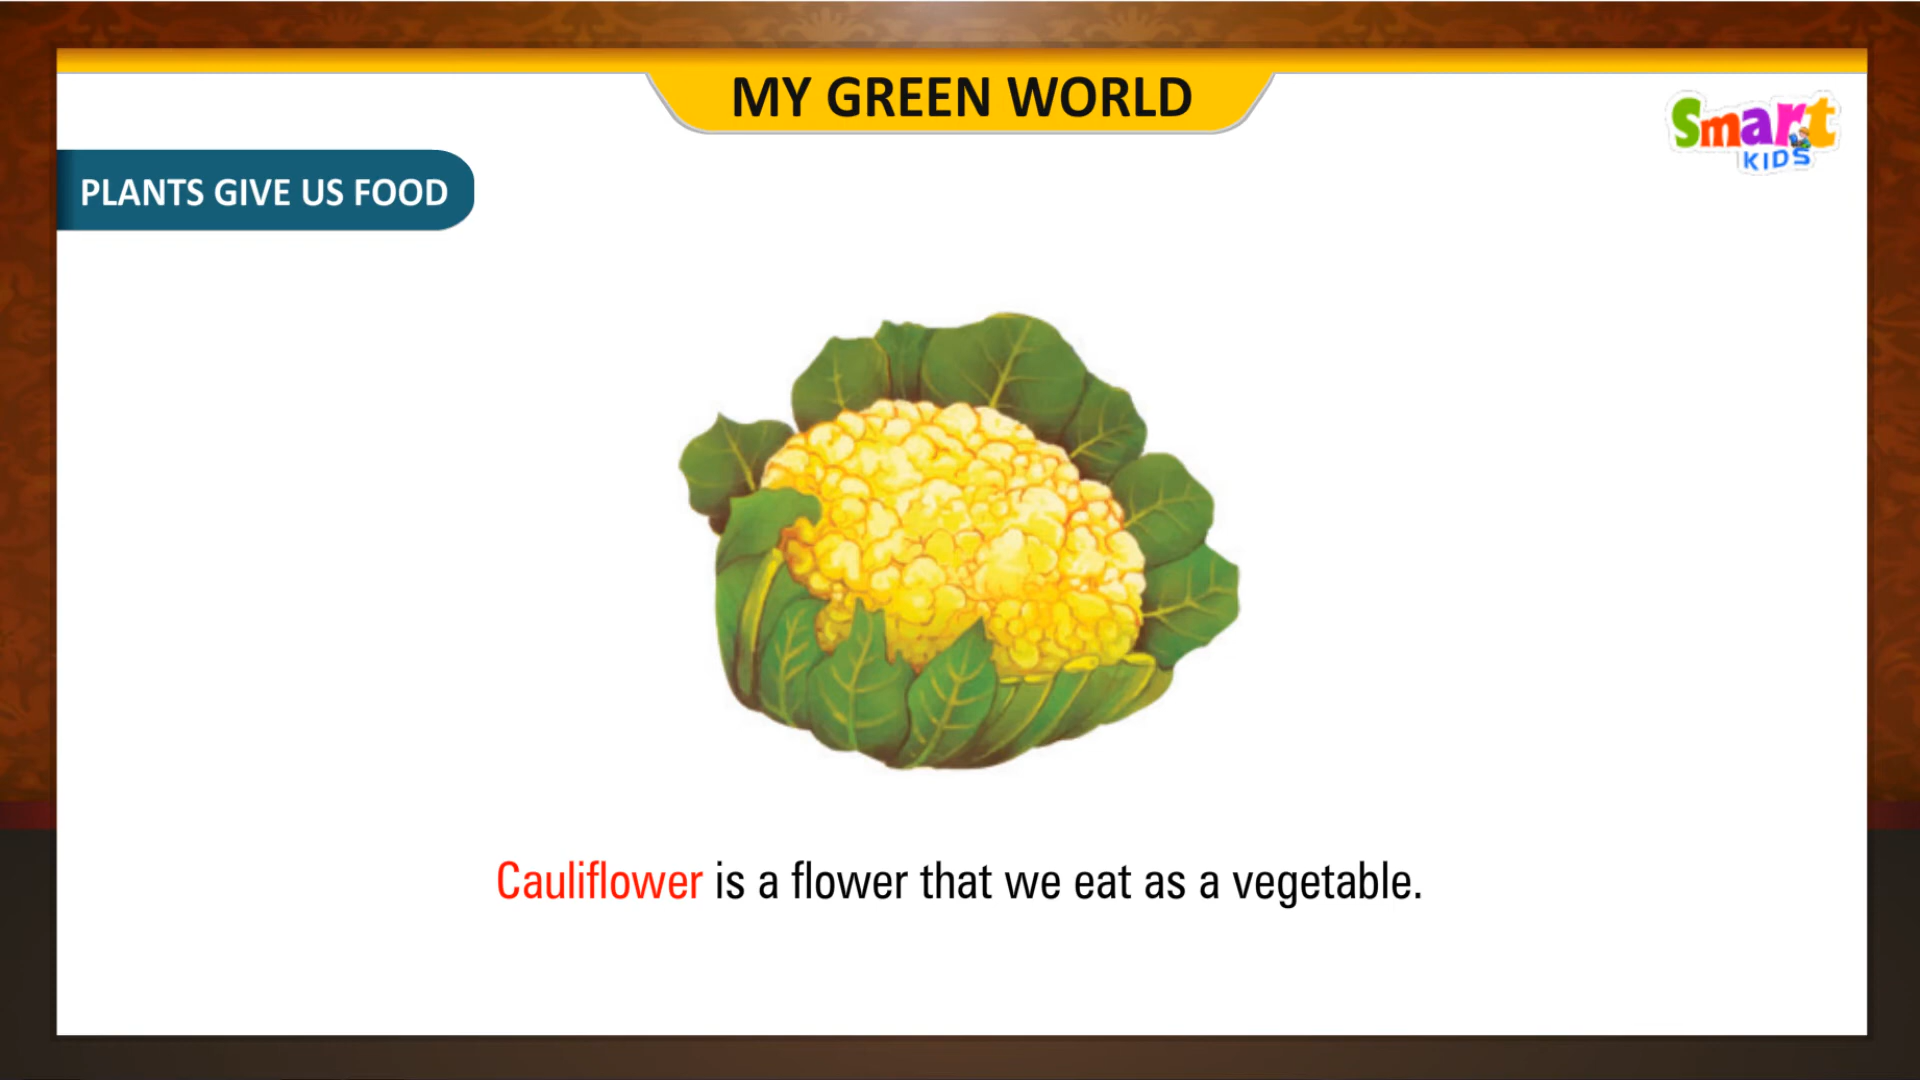 MY GREEN WORLD
Smart
KIDS
PLANTS GIVE US FOOD
Cauliflower is a flower that we eat as a vegetable.